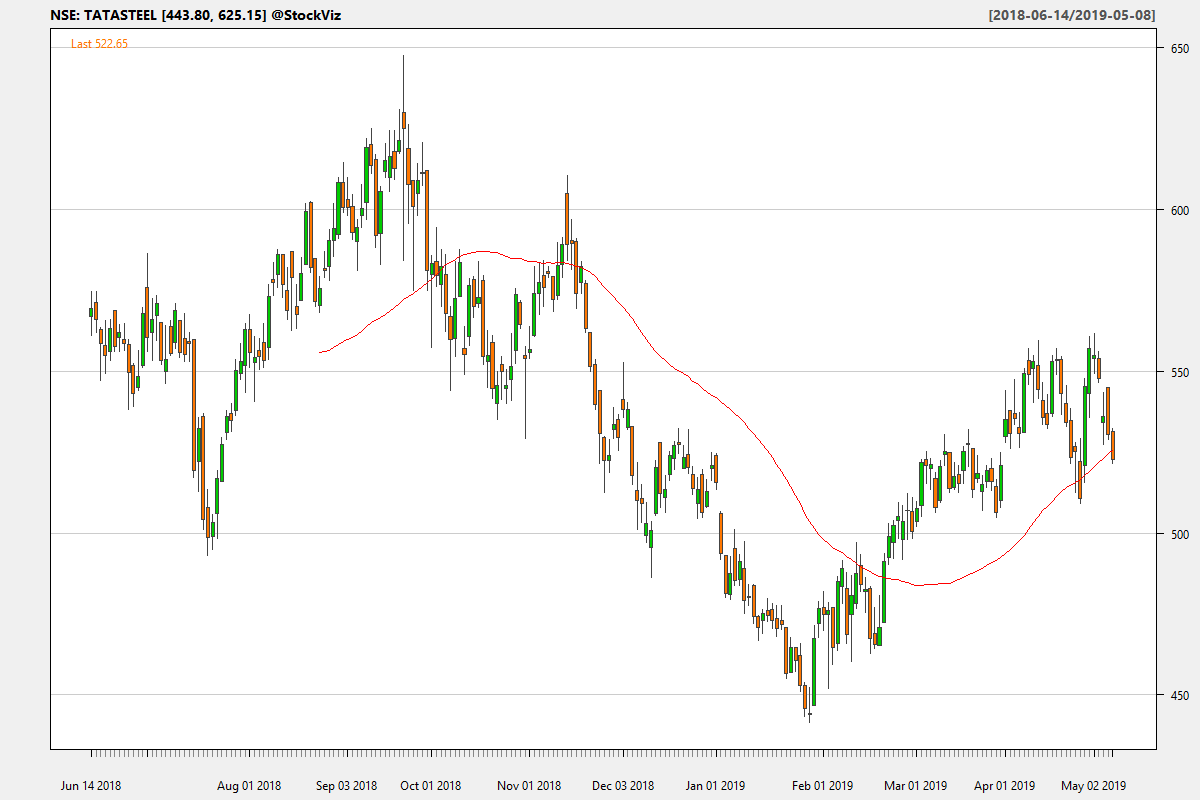 NSE: TATASTEEL [443.80, 625.15] @StockViz [2018-06-14/2019-05-08]
Last 522.65
650
600
550
500
450
Jun 14 2018 Aug 01 2018 Sep 03 2018 Oct 01 2018 Nov 01 2018 Dec 03 2018 Jan 01 2019 Feb 01 2019 Mar 01 2019 Apr 01 2019 May 02 2019